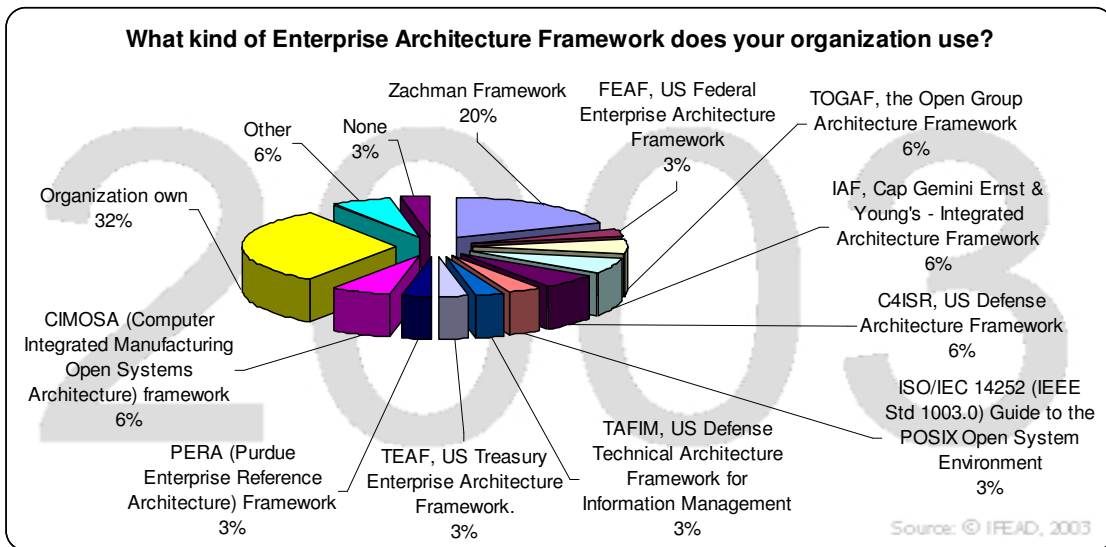 What kind of Enterprise Architecture Framework does your organization use?
2003
Zachman Framework
20%
FEAF, US Federal
Enterprise Architecture
Framework
3%
TOGAF, the Open Group
Architecture Framework
6%
IAF, Cap Gemini Ernst &
Young's - Integrated
Architecture Framework
6%
C4ISR, US Defense
Architecture Framework
6%
ISO/IEC 14252 (IEEE
Std 1003.0) Guide to the
POSIX Open System
Environment
3%
TAFIM, US Defense
Technical Architecture
Framework for
Information Management
3%
TEAF, US Treasury
Enterprise Architecture
Framework.
3%
PERA (Purdue
Enterprise Reference
Architecture) Framework
3%
CIMOSA (Computer
Integrated Manufacturing
Open Systems
Architecture) framework
6%
Organization own
32%
Other
6%
None
3%
Source: © IFEAD, 2003